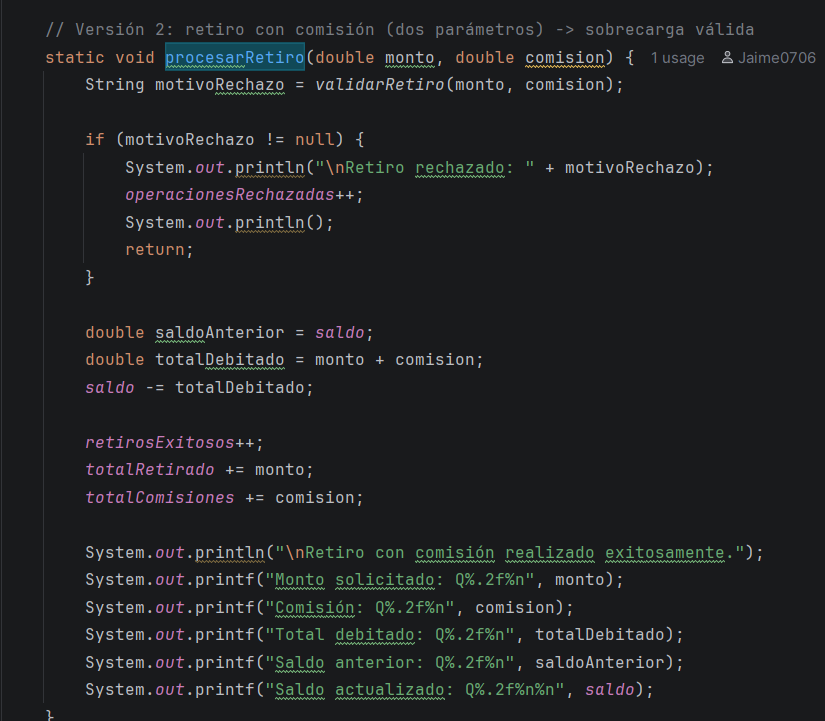 // Versión 2: retiro con comisión (dos parámetros) -> sobrecarga válida
static void procesarRetiro(double monto, double comision) { 1 usage Jaime0706
String motivoRechazo = validarRetiro(monto, comision);
if (motivoRechazo != null) {
System.out.println("\nRetiro rechazado: " + motivoRechazo);
operacionesRechazadas++;
System.out.println();
return;
}
double saldoAnterior = saldo;
double totalDebitado = monto + comision;
saldo -= totalDebitado;
retirosExitosos++;
totalRetirado += monto;
totalComisiones += comision;
System.out.println("\nRetiro con comisión realizado exitosamente.");
System.out.printf("Monto solicitado: Q%.2f%n", monto);
System.out.printf("Comisión: Q%.2f%n", comision);
System.out.printf("Total debitado: Q%.2f%n", totalDebitado);
System.out.printf("Saldo anterior: Q%.2f%n", saldoAnterior);
System.out.printf("Saldo actualizado: Q%.2f%n%n", saldo);
}